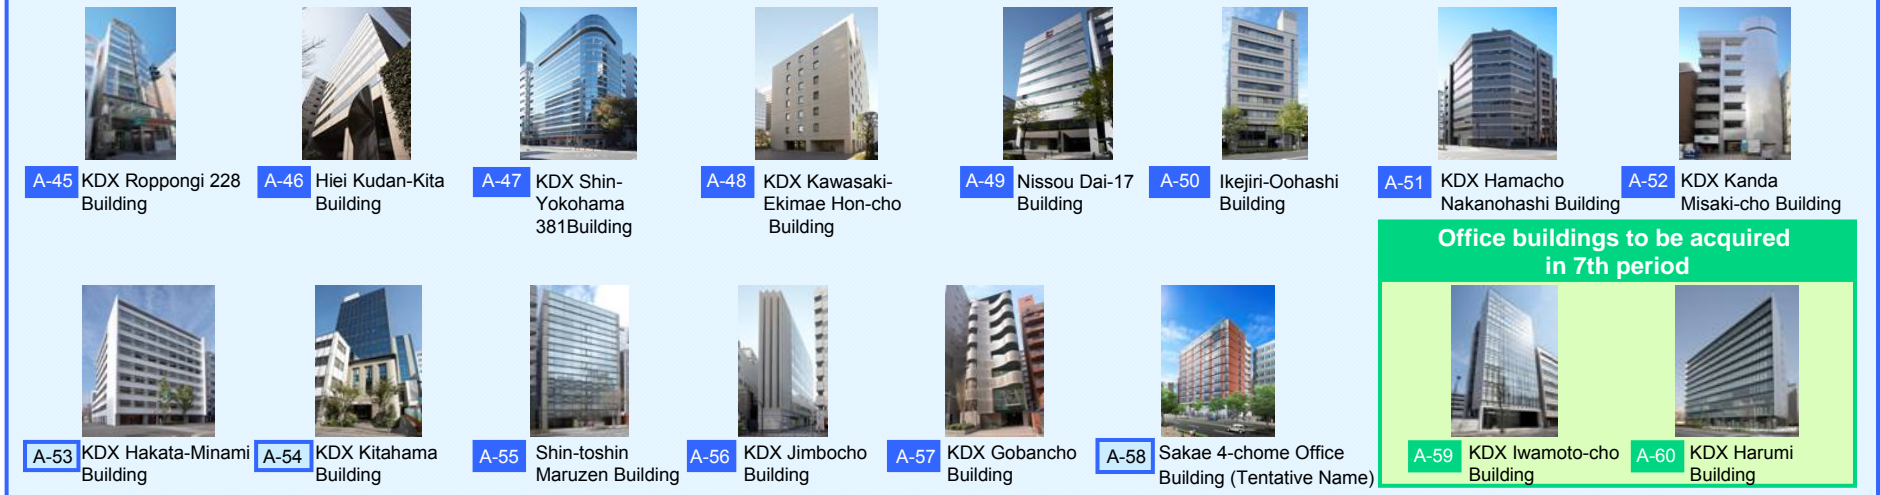 A-45 KDX Roppongi 228
Building
A-46 Hiei Kudan-Kita
Building
A-47 KDX Shin-
Yokohama
381Building
A-48 KDX Kawasaki-
Ekimae Hon-cho
Building
A-49 Nissou Dai-17
Building
A-50 Ikejiri-Oohashi
Building
A-51 KDX Hamacho
Nakanohashi Building
A-52 KDX Kanda
Misaki-cho Building
Office buildings to be acquired
in 7th period
A-53 KDX Hakata-Minami
Building
A-54 KDX Kitahama
Building
A-55 Shin-toshin
Maruzen Building
A-56 KDX Jimbocho
Building
A-57 KDX Gobancho
Building
A-58 Sakae 4-chome Office
Building (Tentative Name)
A-59 KDX Iwamoto-cho
Building
A-60 KDX Harumi
Building